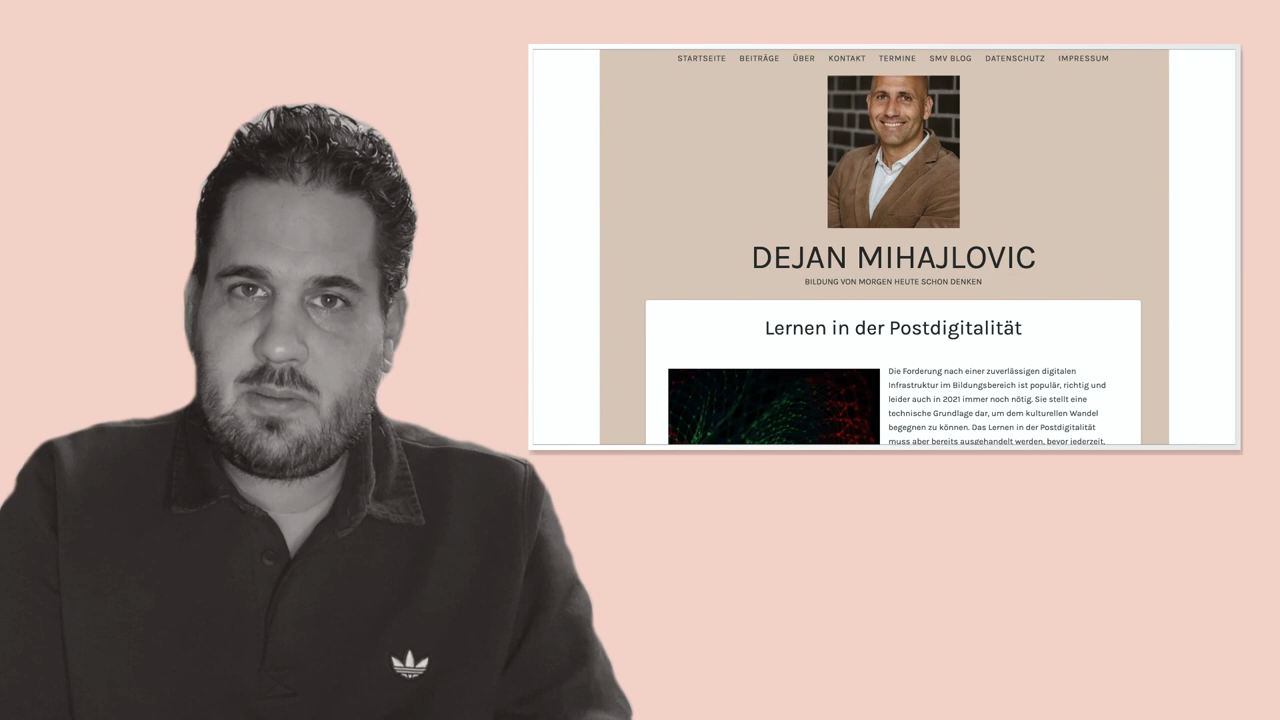 STARTSEITE BEITRÄGE ÜBER KONTAKT TERMINE SMV BLOG DATENSCHUTZ IMPRESSUM
DEJAN MIHAJLOVIC
BILDUNG VON MORGEN HEUTE SCHON DENKEN
Lernen in der Postdigitalität
Die Forderung nach einer zuverlässigen digitalen
Infrastruktur im Bildungsbereich ist populär, richtig und
leider auch in 2021 immer noch nötig. Sie stellt eine
technische Grundlage dar, um dem kulturellen Wandel
begegnen zu können. Das Lernen in der Postdigitalität
muss aber bereits ausgehandelt werden, bevor jederzeit,